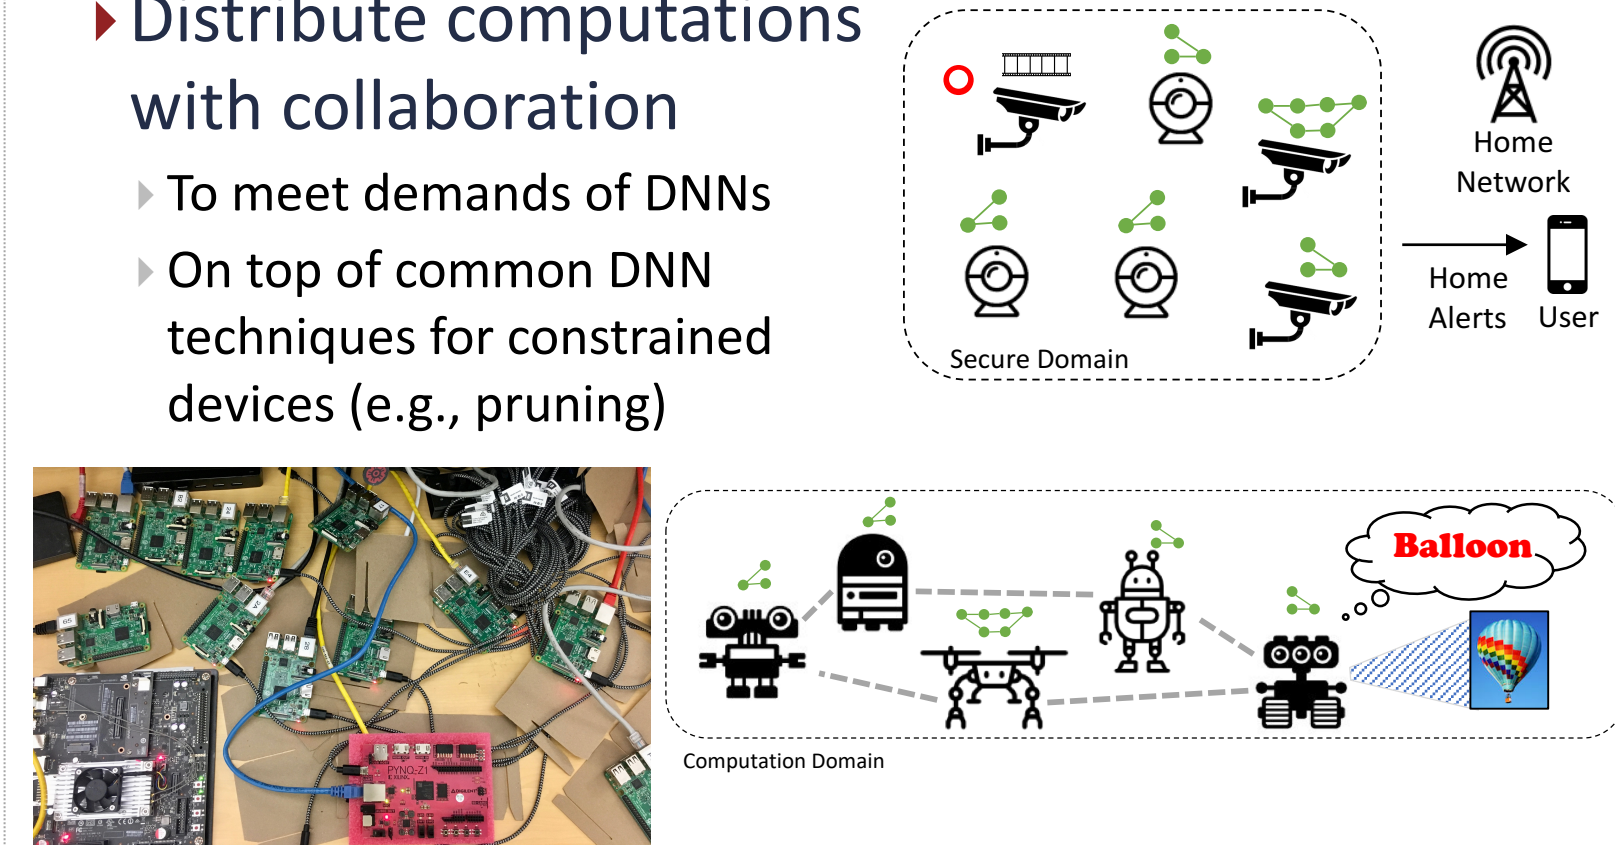 Distribute computations
with collaboration
To meet demands of DNNs
On top of common DNN
techniques for constrained
devices (e.g., pruning)
Secure Domain
Home
Network
Home
Alerts
User
Balloon
Computation Domain
PYNQ-Z1